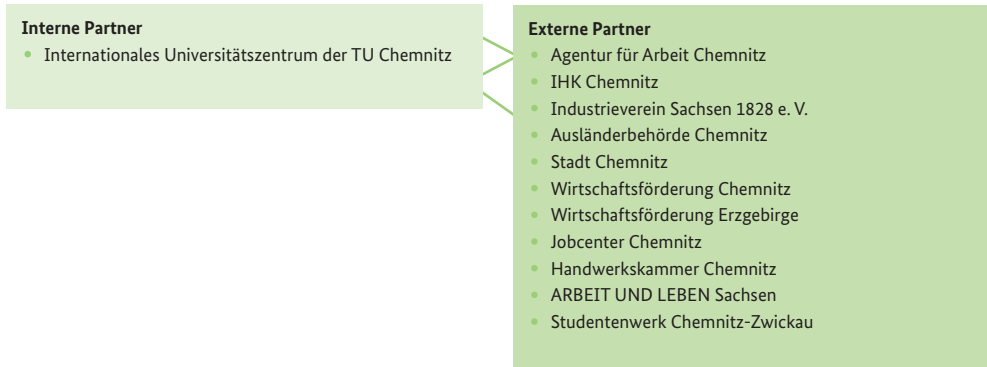 Interne Partner
• Internationales Universitätszentrum der TU Chemnitz
Externe Partner
• Agentur für Arbeit Chemnitz
• IHK Chemnitz
• Industrieverein Sachsen 1828 e. V.
• Ausländerbehörde Chemnitz
• Stadt Chemnitz
• Wirtschaftsförderung Chemnitz
• Wirtschaftsförderung Erzgebirge
• Jobcenter Chemnitz
• Handwerkskammer Chemnitz
• ARBEIT UND LEBEN Sachsen
• Studentenwerk Chemnitz-Zwickau